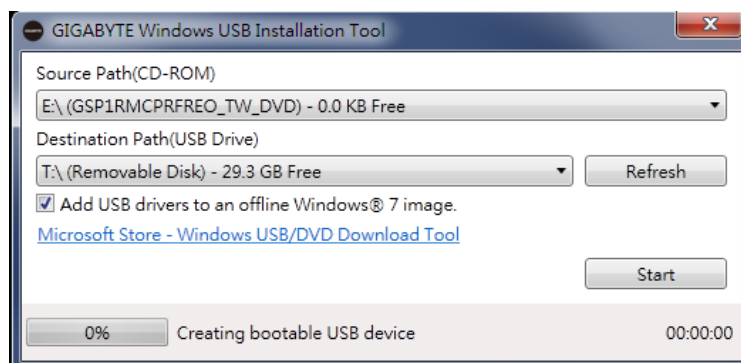 GIGABYTE Windows USB Installation Tool
Source Path(CD-ROM)
E:\ (GSP1RMCPRFREO_TW_DVD) - 0.0 KB Free
Destination Path(USB Drive)
T:\ (Removable Disk) - 29.3 GB Free
Refresh
Add USB drivers to an offline Windows® 7 image.
Microsoft Store - Windows USB/DVD Download Tool
Start
0% Creating bootable USB device 00:00:00